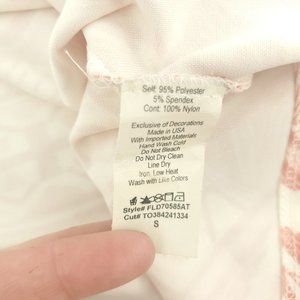 Self: 95% Polyester
5% Spendex
Cont: 100% Nylon
Exclusive of Decorations
Made in USA
With Imported Materials
Hand Wash Cold
Do Not Bleach
Do Not Dry Clean
Line Dry
Iron, Low Heat
Wash with Like Colors
Style# FLD70585AT
Cut# TO384241334
S